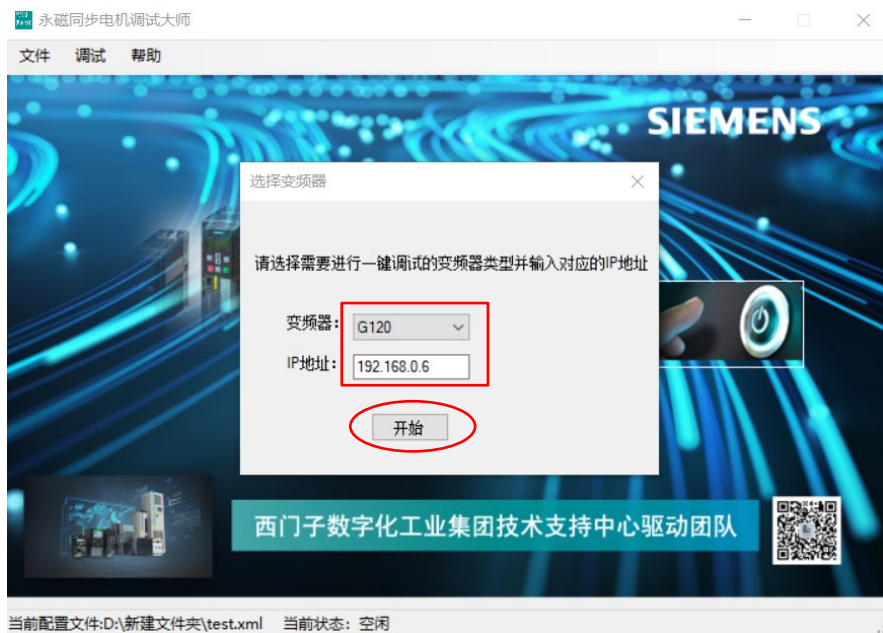 永磁同步电机调试大师
文件 调试 帮助
SIEMENS
选择变频器
请选择需要进行一键调试的变频器类型并输入对应的IP地址
变频器： G120
IP地址： 192.168.0.6
开始
西门子数字化工业集团技术支持中心驱动团队
当前配置文件:D:\新建文件夹\test.xml 当前状态：空闲